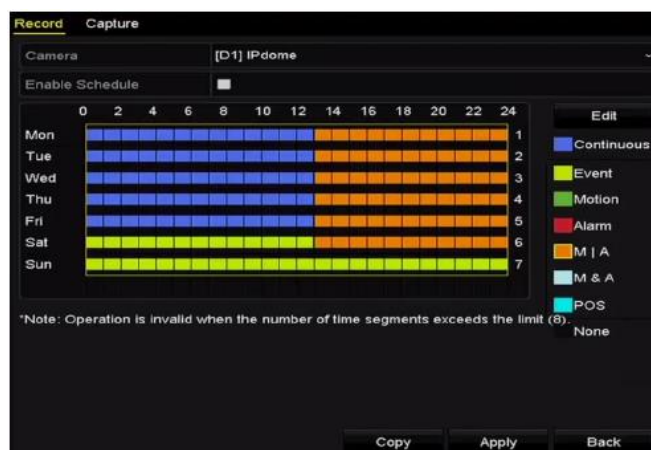 Record Capture
Camera [D1] IPdome
Enable Schedule
0 2 4 6 8 10 12 14 16 18 20 22 24
Mon 1
Tue 2
Wed 3
Thu 4
Fri 5
Sat 6
Sun 7
Edit
Continuous
Event
Motion
Alarm
M | A
M & A
POS
None
*Note: Operation is invalid when the number of time segments exceeds the limit (8).
Copy Apply Back